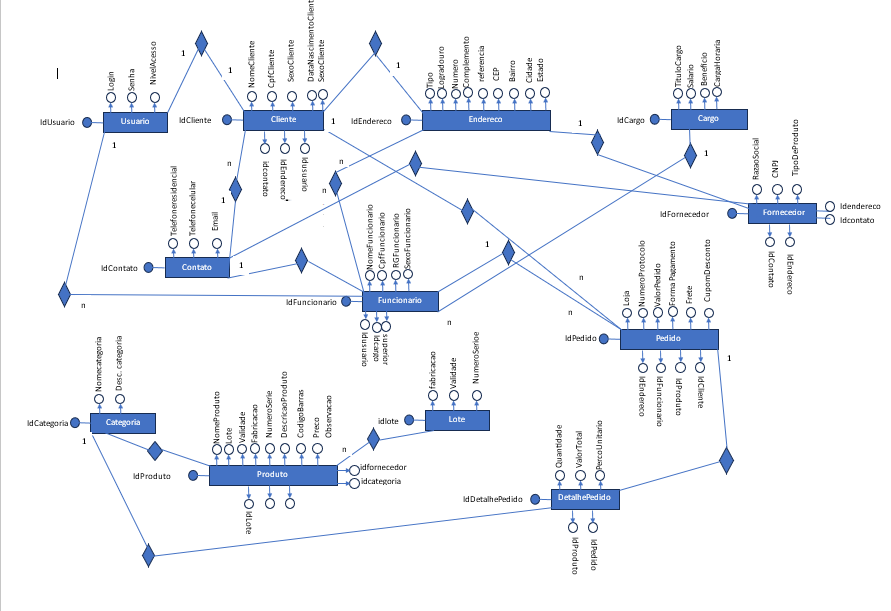 Login
Senha
NivelAcesso
IdUsuario
Usuario
1
1
1
NomeCliente
CpfCliente
SexoCliente
DataNascimentoClient
SexoCliente
IdCliente
Cliente
Idcontato
IdEndereco
Idusuario
1
1
n
1
Tipo
Logradouro
Numero
Complemento
referencia
CEP
Bairro
Cidade
Estado
IdEndereco
Endereco
1
n
n
TituloCargo
Salario
Beneficio
CargaHoraria
IdCargo
Cargo
1
RazaoSocial
CNPJ
TipoDeProduto
IdFornecedor
Fornecedor
Idendereco
Idcontato
IdContato
IdEndereco
Telefoneresidencial
Telefonecelular
Email
IdContato
Contato
1
n
NomeFuncionario
CpfFuncionario
RGFuncionario
SexoFuncionario
IdFuncionario
Funcionario
Idusuario
Idcargo
superior
1
n
n
n
Loja
NumeroProtocolo
ValorPedido
Forma Pagamento
Frete
CupomDesconto
IdPedido
Pedido
IdEndereco
IdFuncionario
IdProduto
IdCliente
1
Nomecategoria
Desc. categoria
IdCategoria
Categoria
1
NomeProduto
Lote
Validade
Fabricacao
NumeroSerie
DescricaoProduto
CodigoBarras
Preco
Observacao
IdProduto
Produto
idfornecedor
idcategoria
IdLote
n
fabricacao
Validade
NumeroSerioe
idlote
Lote
Quantidade
ValorTotal
PercoUnitario
IdDetalhePedido
DetalhePedido
IdProduto
IdPedido